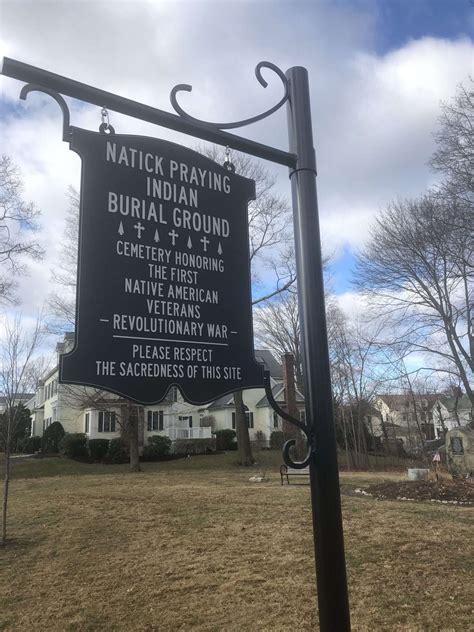 NATICK PRAYING
INDIAN
BURIAL GROUND
CEMETERY HONORING
THE FIRST
NATIVE AMERICAN
VETERANS
– REVOLUTIONARY WAR –
PLEASE RESPECT
THE SACREDNESS OF THIS SITE